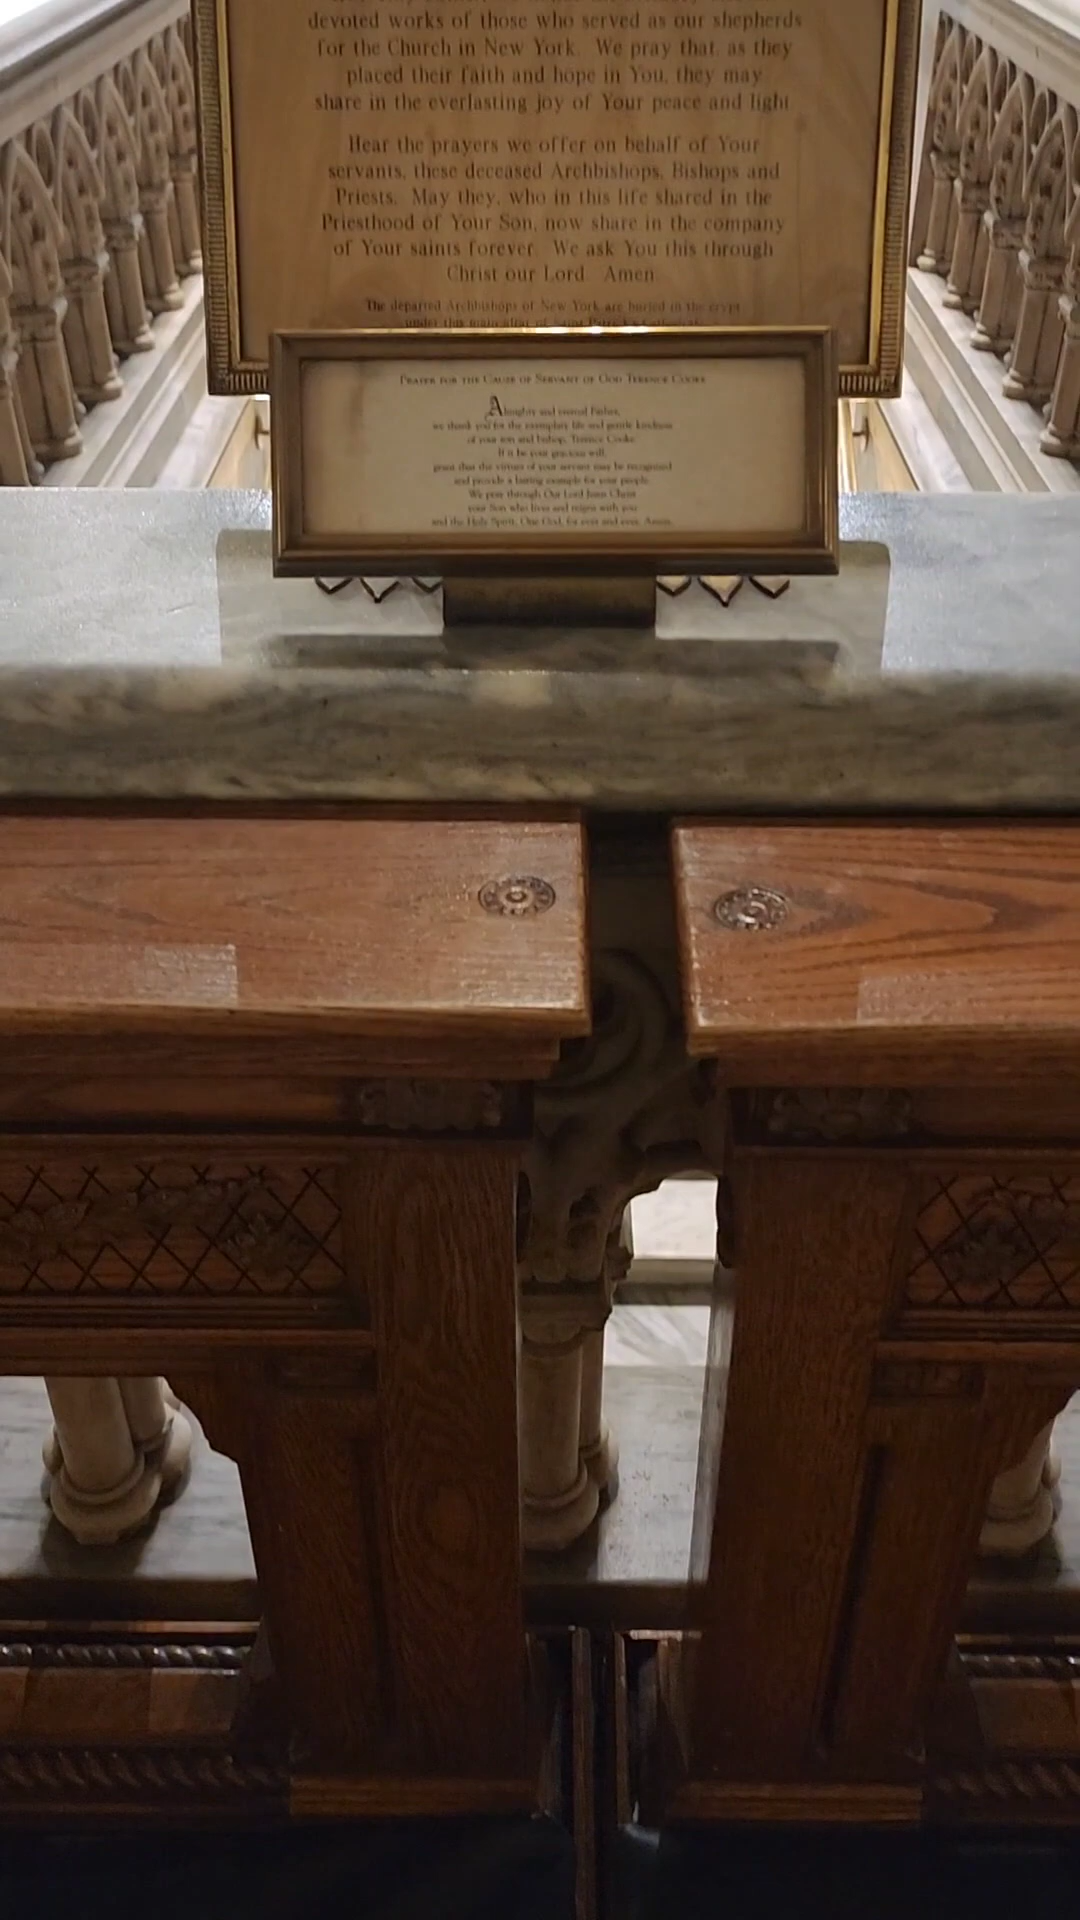 devoted works of those who served as our shepherds
for the Church in New York. We pray that, as they
placed their faith and hope in You, they may
share in the everlasting joy of Your peace and light.
Hear the prayers we offer on behalf of Your
servants, these deceased Archbishops, Bishops and
Priests. May they, who in this life shared in the
Priesthood of Your Son, now share in the company
of Your saints forever. We ask You this through
Christ our Lord. Amen.
The departed Archbishops of New York are buried in the crypt
under this main altar of Saint Patrick's Cathedral.
Prayer for the Cause of Servant of God Terence Cooke
Almighty and eternal Father,
we thank you for the exemplary life and gentle kindness
of your son and bishop, Terence Cooke.
If it be your gracious will,
grant that the virtues of your servant may be recognized
and provide a lasting example for your people.
We pray through Our Lord Jesus Christ
your Son who lives and reigns with you
and the Holy Spirit, One God, for ever and ever. Amen.